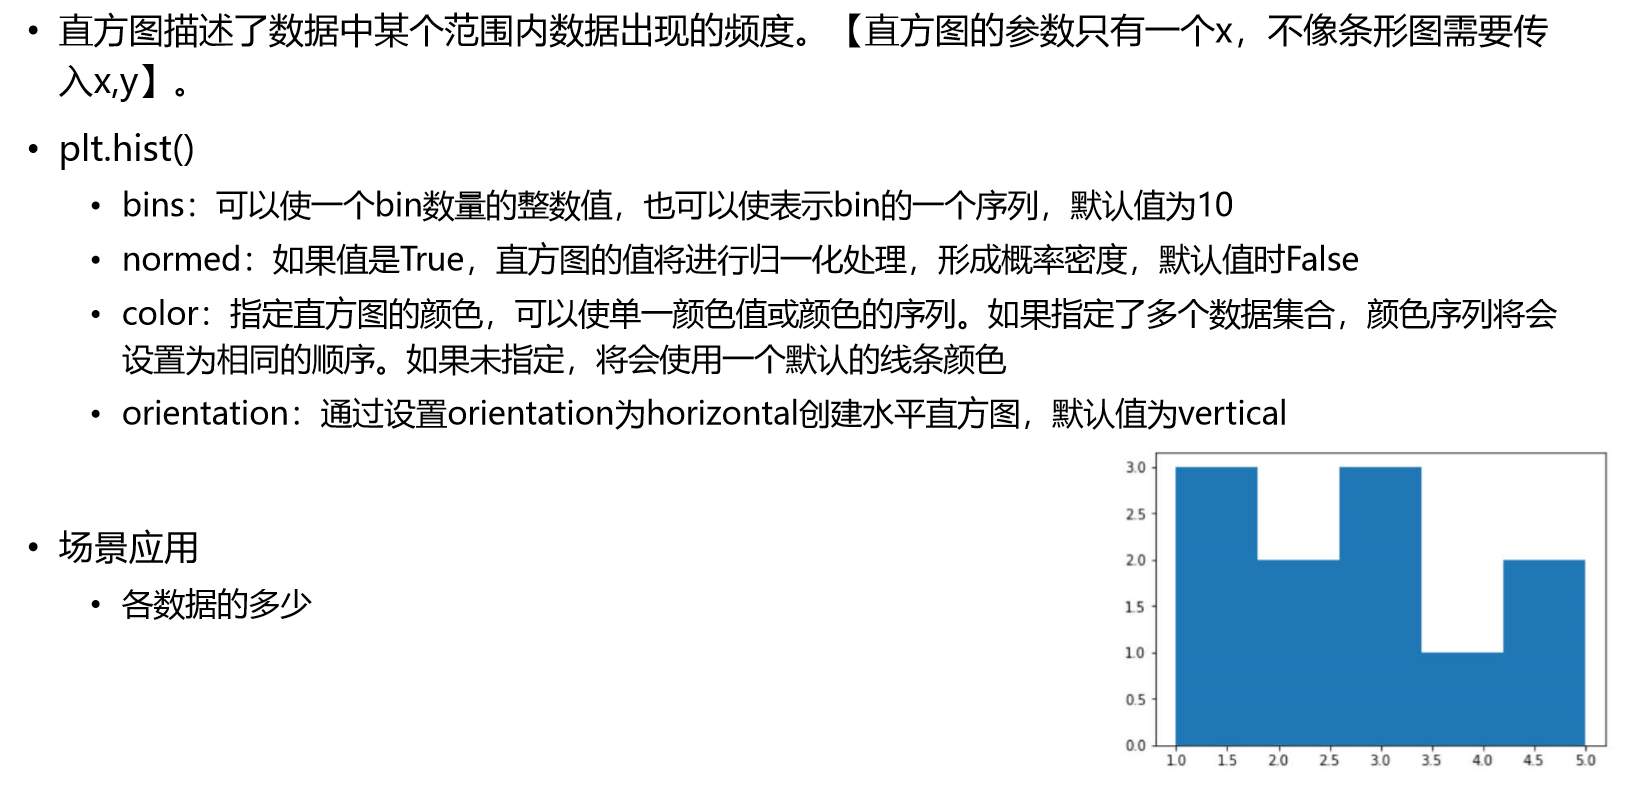 • 直方图描述了数据中某个范围内数据出现的频度。【直方图的参数只有一个x，不像条形图需要传
入x,y】。
• plt.hist()
• bins：可以使一个bin数量的整数值，也可以使表示bin的一个序列，默认值为10
• normed：如果值是True，直方图的值将进行归一化处理，形成概率密度，默认值时False
• color：指定直方图的颜色，可以使单一颜色值或颜色的序列。如果指定了多个数据集合，颜色序列将会
设置为相同的顺序。如果未指定，将会使用一个默认的线条颜色
• orientation：通过设置orientation为horizontal创建水平直方图，默认值为vertical
• 场景应用
• 各数据的多少
3.0
2.5
2.0
1.5
1.0
0.5
0.0
1.0 1.5 2.0 2.5 3.0 3.5 4.0 4.5 5.0